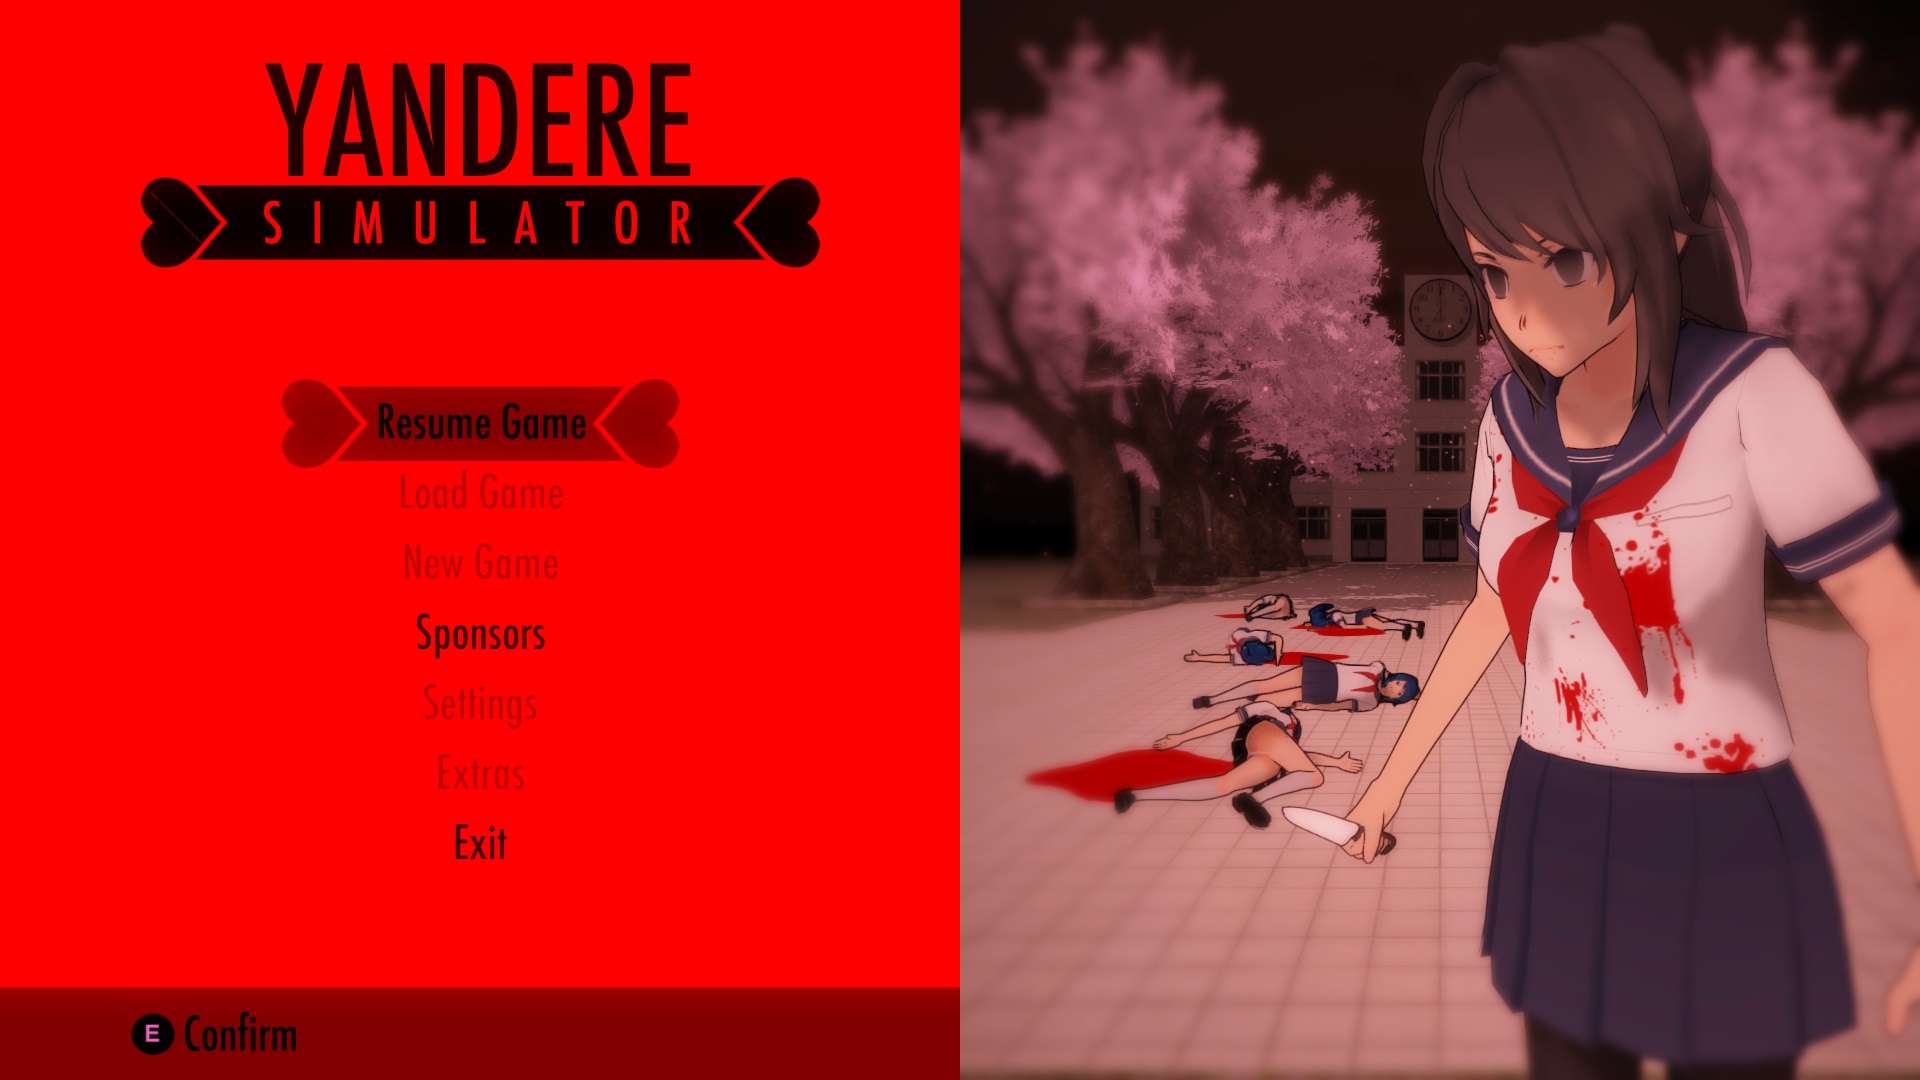 YANDERE
SIMULATOR
Resume Game
Load Game
New Game
Sponsors
Settings
Extras
Exit
E Confirm